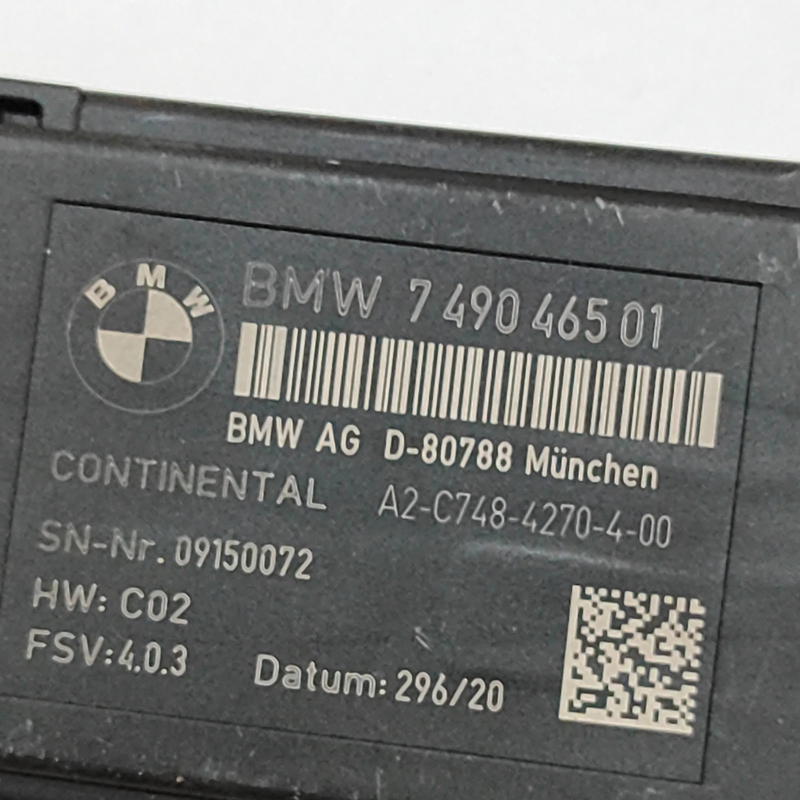 BMW
BMW 7 490 465 01
BMW AG D-80788 München
CONTINENTAL A2-C748-4270-4-00
SN-Nr. 09150072
HW: C02
FSV:4.0.3 Datum: 296/20